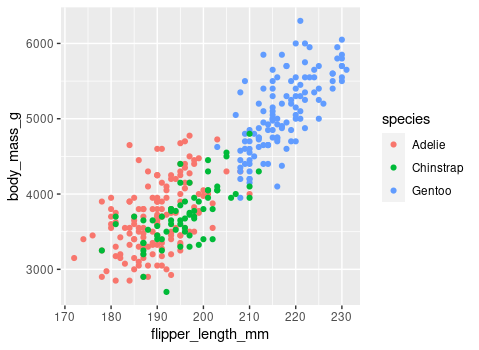 6000
5000
4000
3000
body_mass_g
170 180 190 200 210 220 230
flipper_length_mm
species
Adelie
Chinstrap
Gentoo